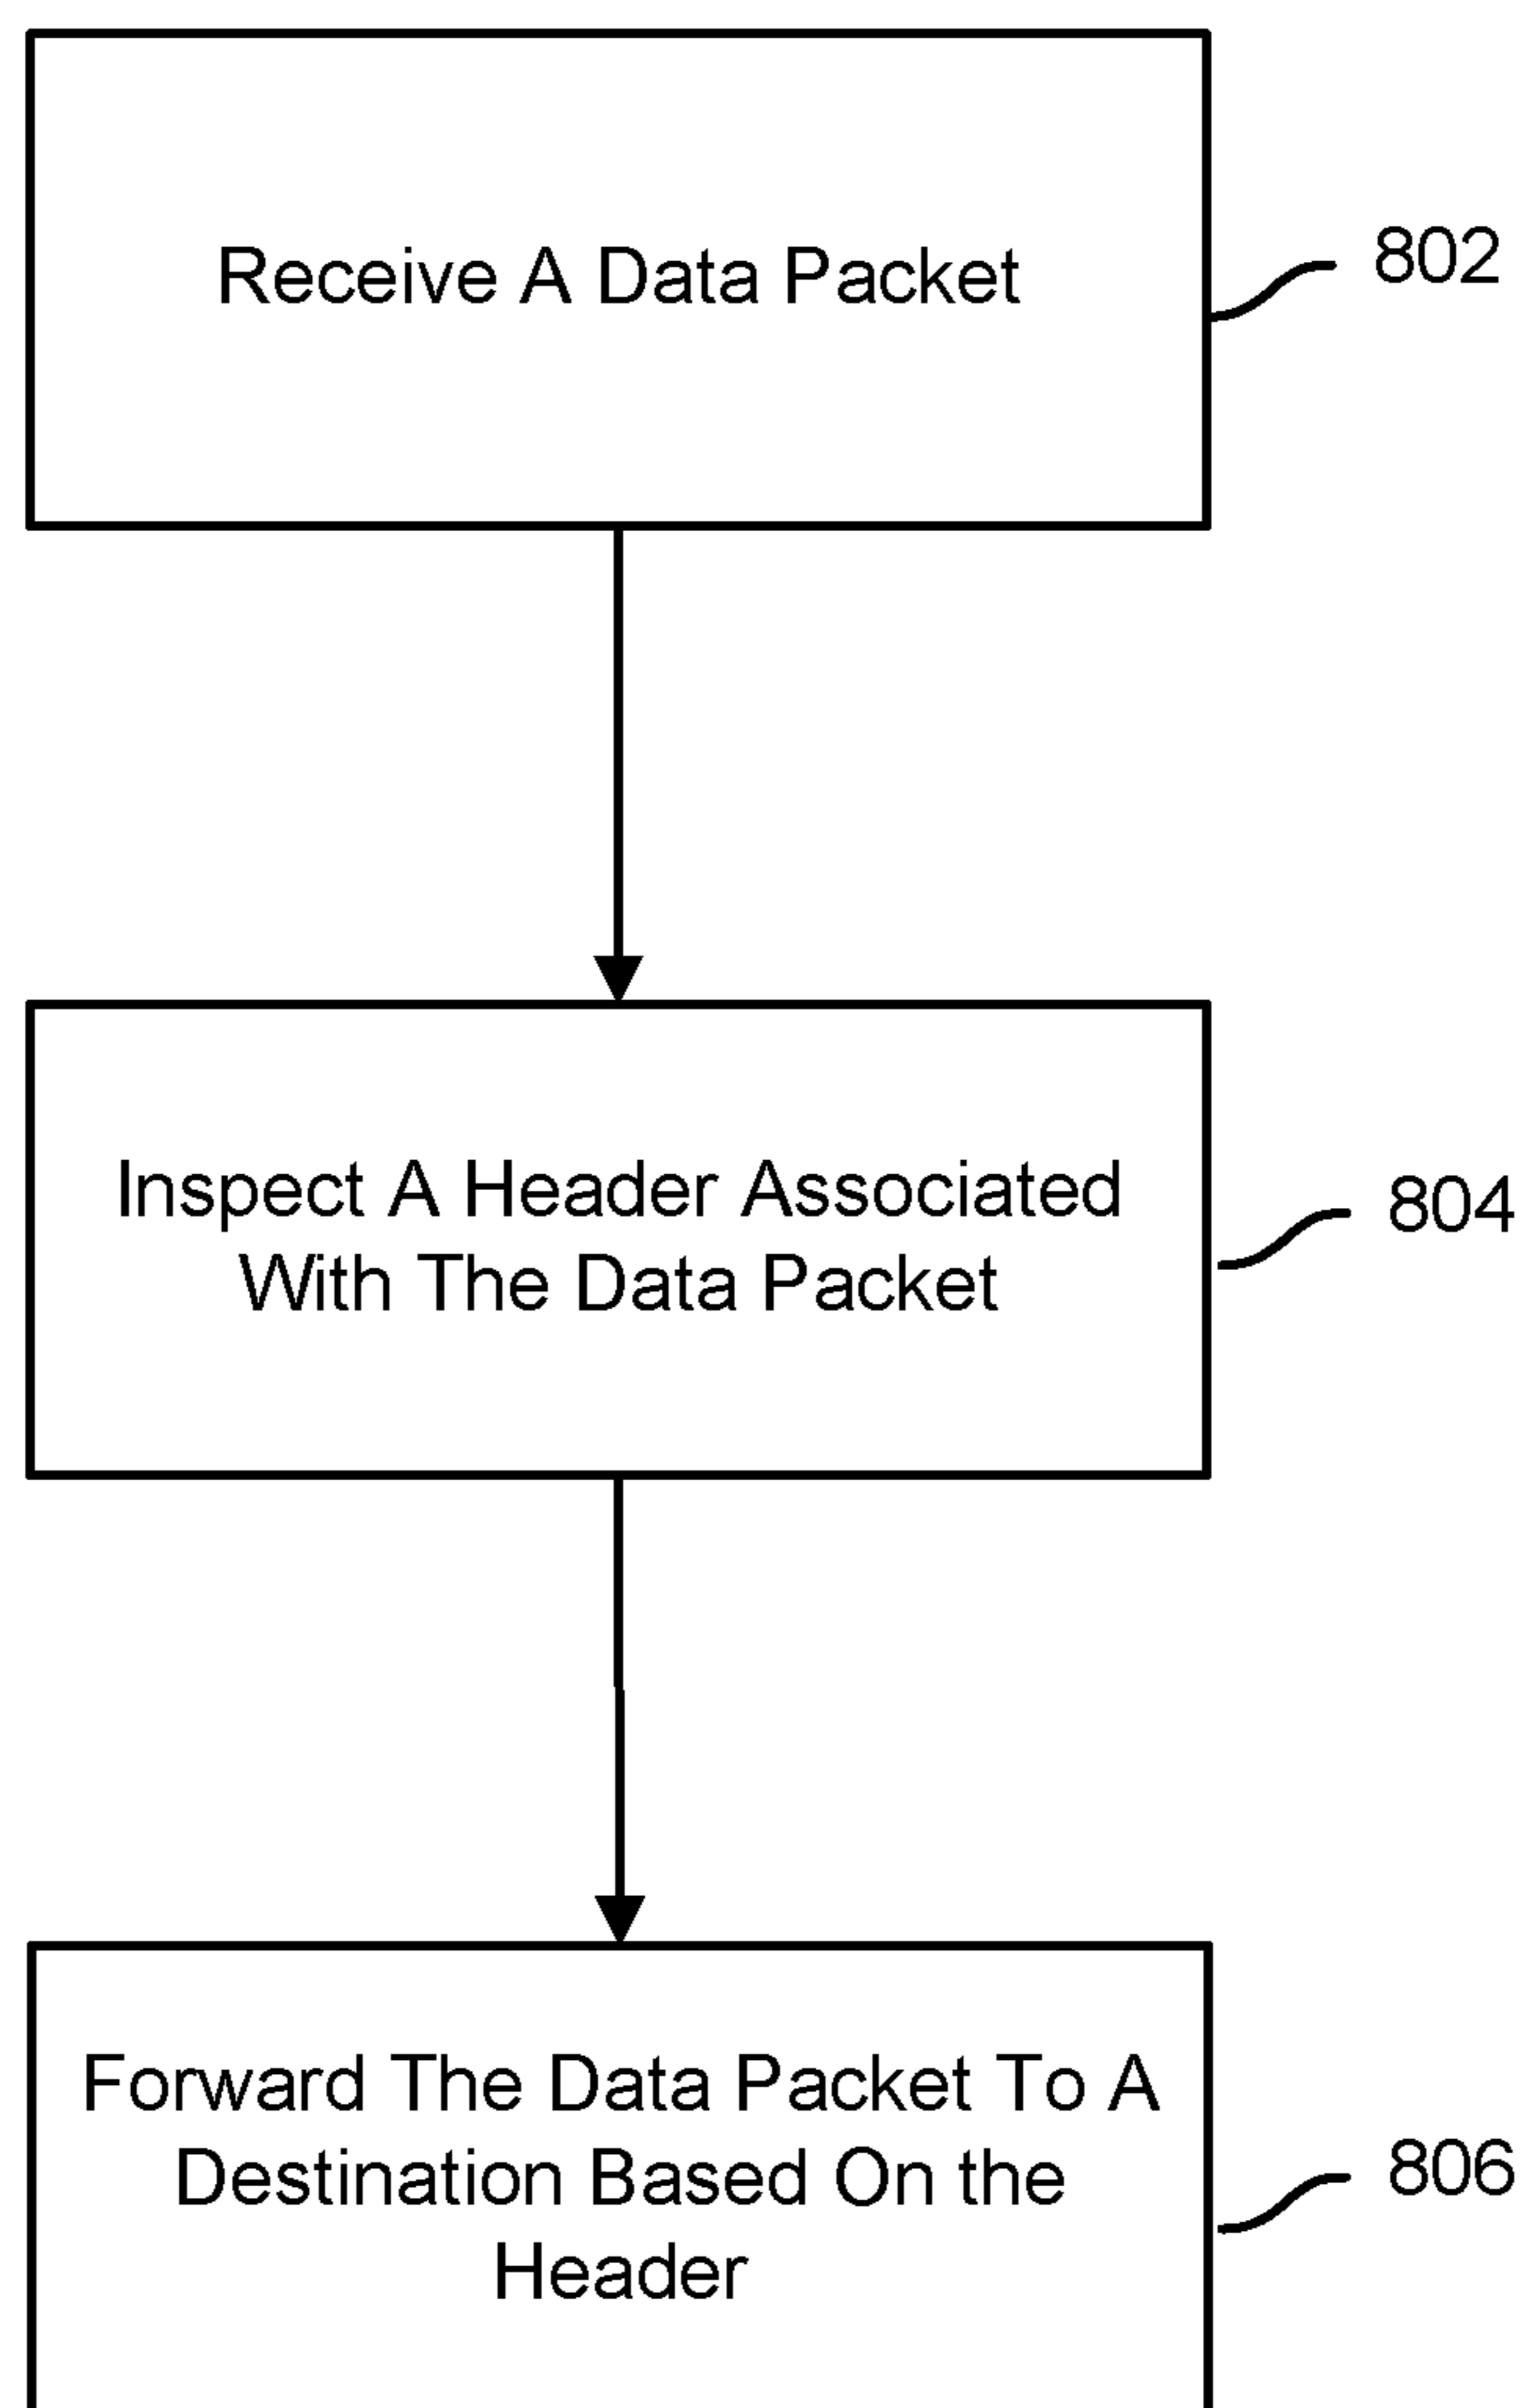 Receive A Data Packet
802
Inspect A Header Associated
With The Data Packet
804
Forward The Data Packet To A
Destination Based On the
Header
806